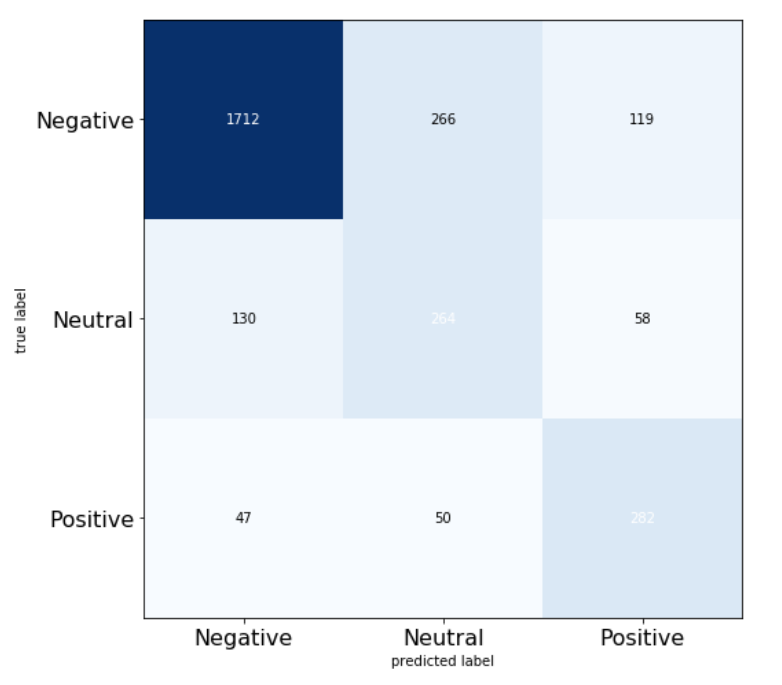 Negative 1712 266 119
true label
Neutral 130 264 58
Positive 47 50 282
Negative Neutral Positive
predicted label